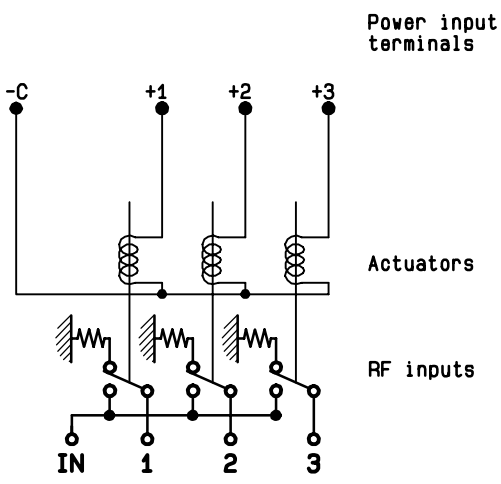 Power input
terminals
-C +1 +2 +3
Actuators
RF inputs
IN 1 2 3